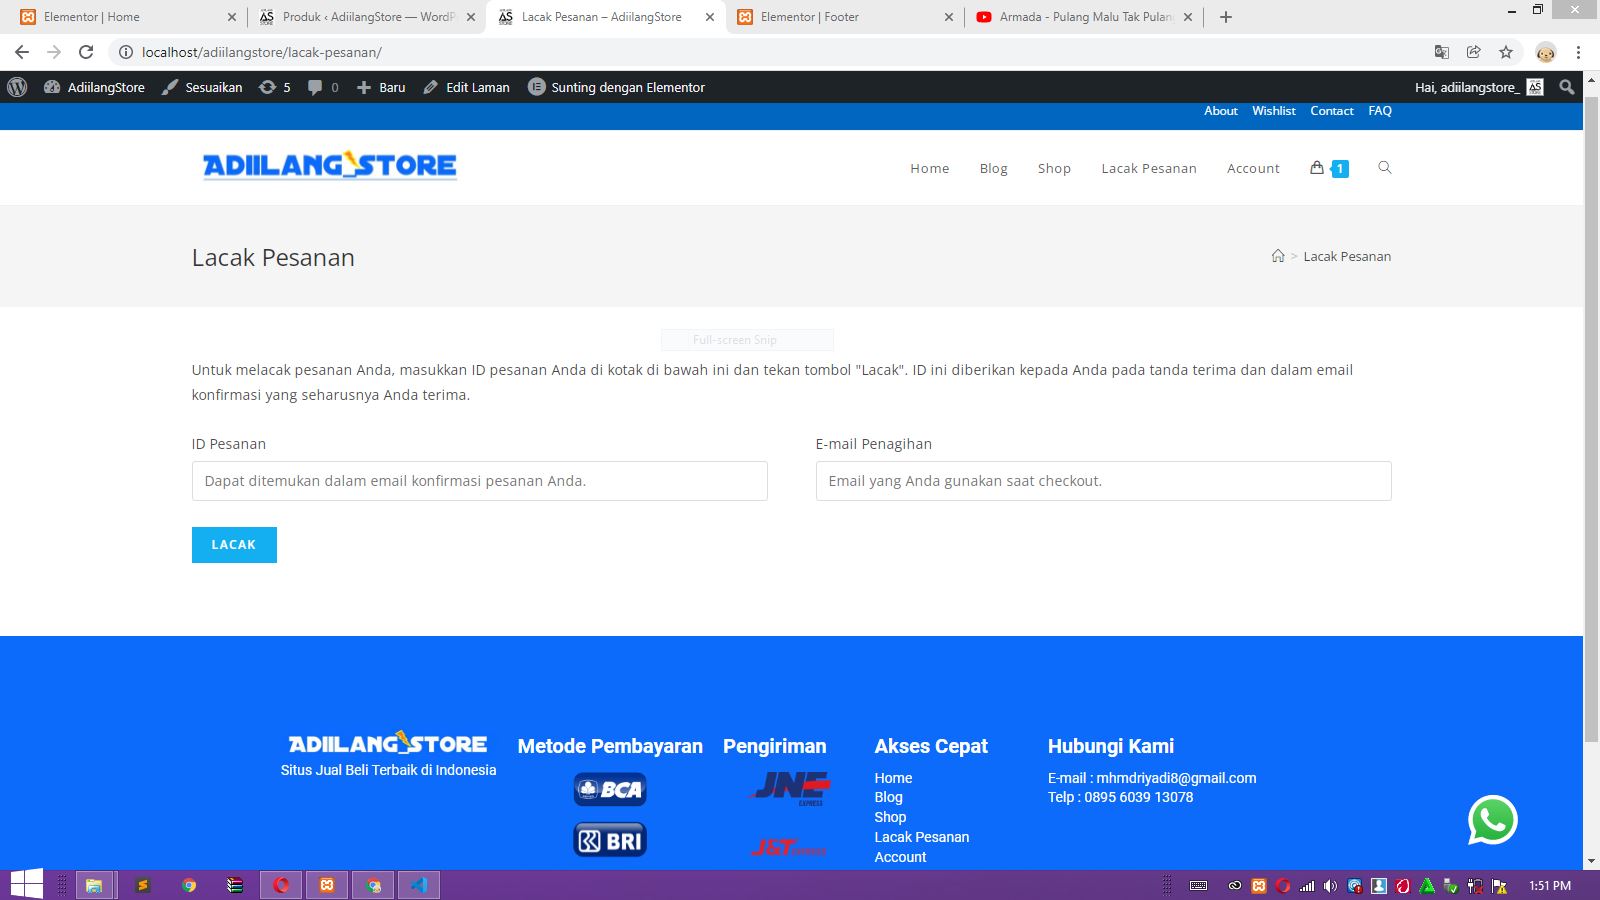 Elementor | Home
Produk ‹ AdiilangStore — WordP
Lacak Pesanan – AdiilangStore
Elementor | Footer
Armada - Pulang Malu Tak Pulan
localhost/adiilangstore/lacak-pesanan/
AdiilangStore
Sesuaikan
5
0
Baru
Edit Laman
Sunting dengan Elementor
Hai, adiilangstore_
About Wishlist Contact FAQ
ADIILANG_STORE
Home Blog Shop Lacak Pesanan Account 1
Lacak Pesanan
> Lacak Pesanan
Full-screen Snip
Untuk melacak pesanan Anda, masukkan ID pesanan Anda di kotak di bawah ini dan tekan tombol "Lacak". ID ini diberikan kepada Anda pada tanda terima dan dalam email
konfirmasi yang seharusnya Anda terima.
ID Pesanan
Dapat ditemukan dalam email konfirmasi pesanan Anda.
E-mail Penagihan
Email yang Anda gunakan saat checkout.
LACAK
ADIILANG_STORE
Situs Jual Beli Terbaik di Indonesia
Metode Pembayaran
BCA
BRI
Pengiriman
JNE
EXPRESS
J&T EXPRESS
Akses Cepat
Home
Blog
Shop
Lacak Pesanan
Account
Hubungi Kami
E-mail : mhmdriyadi8@gmail.com
Telp : 0895 6039 13078
1:51 PM